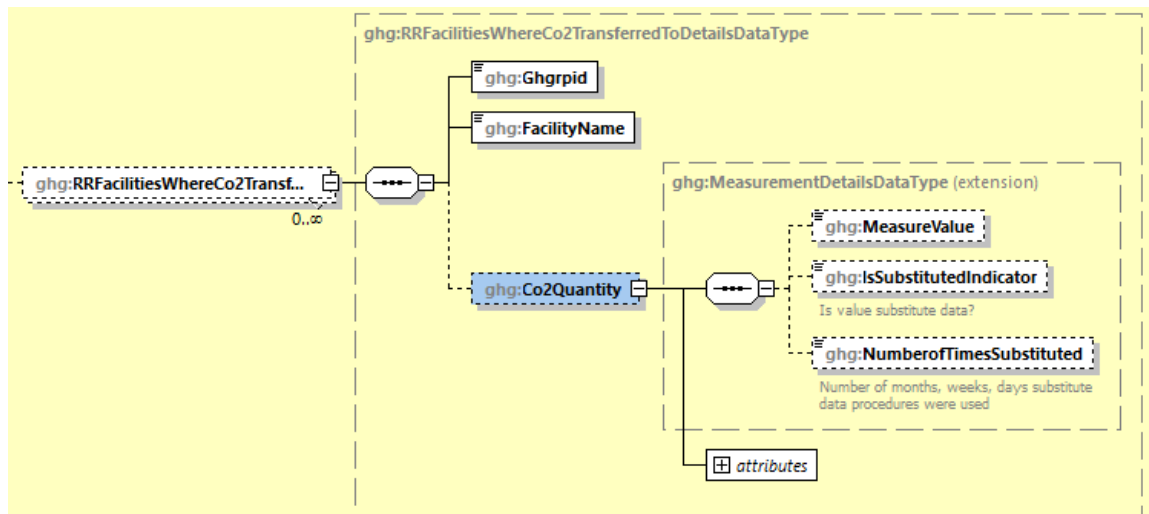 ghg:RRFacilitiesWhereCo2TransferredToDetailsDataType
ghg:Ghgrpid
ghg:FacilityName
ghg:RRFacilitiesWhereCo2Transf...
0..∞
ghg:MeasurementDetailsDataType (extension)
ghg:MeasureValue
ghg:Co2Quantity
ghg:IsSubstitutedIndicator
Is value substitute data?
ghg:NumberofTimesSubstituted
Number of months, weeks, days substitute
data procedures were used
attributes